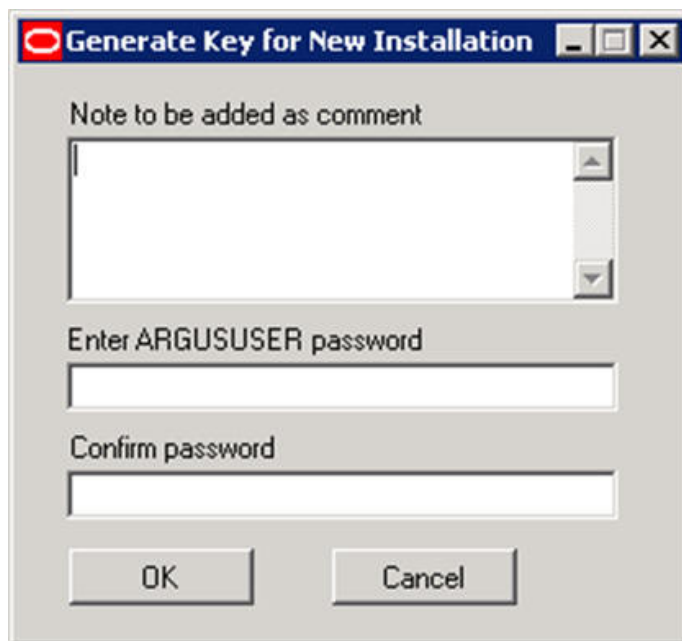 Generate Key for New Installation
Note to be added as comment
Enter ARGUSUSER password
Confirm password
OK Cancel